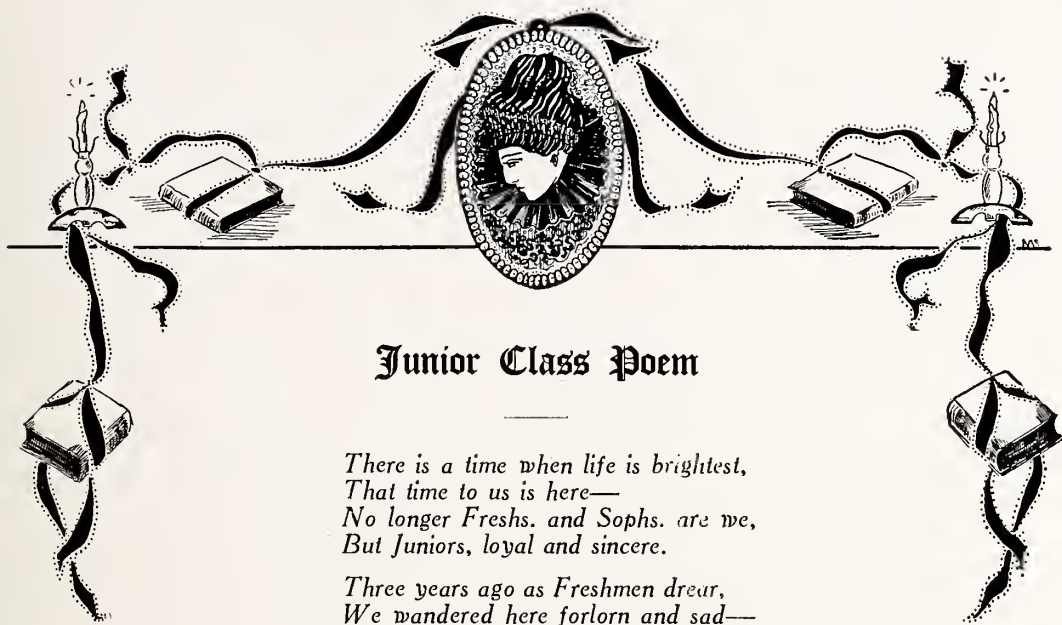 Mc
Junior Class Poem
There is a time when life is brightest,
That time to us is here—
No longer Freshs. and Sophs. are we,
But Juniors, loyal and sincere.
Three years ago as Freshmen drear,
We wandered here forlorn and sad—